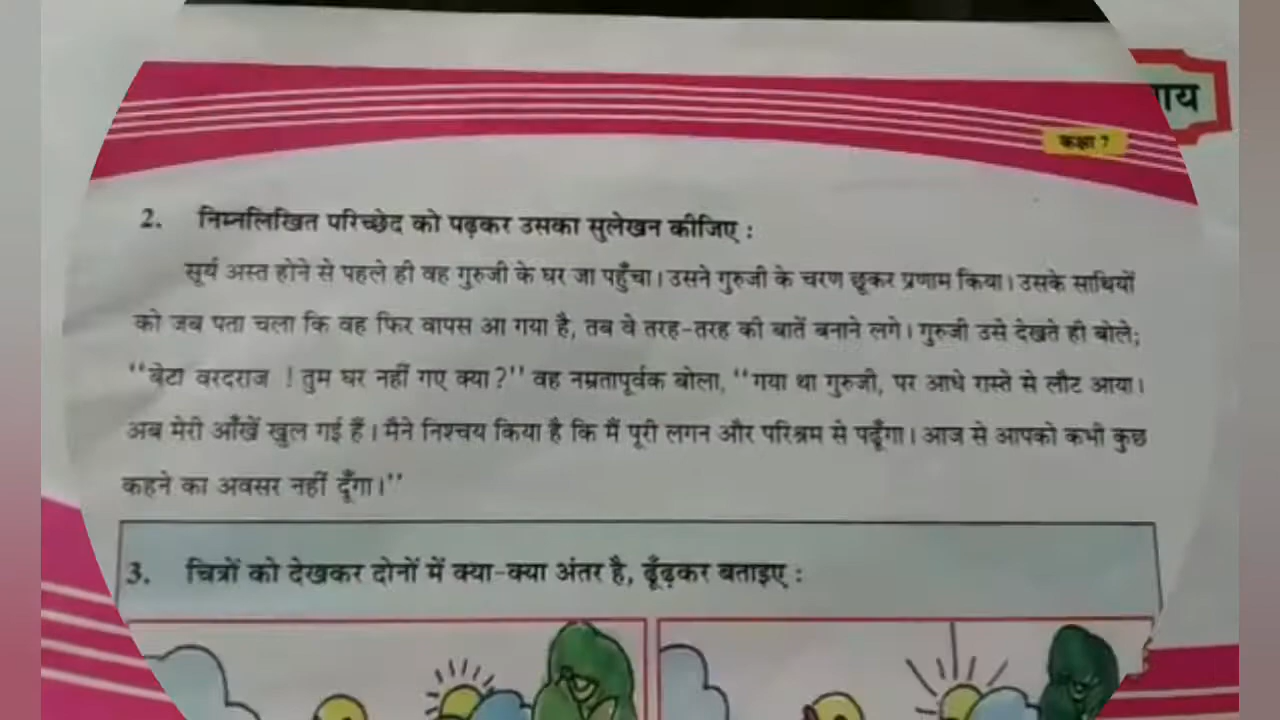 कक्षा 7
2. निम्नलिखित परिच्छेद को पढ़कर उसका सुलेखन कीजिए :
सूर्य अस्त होने से पहले ही वह गुरुजी के घर जा पहुँचा। उसने गुरुजी के चरण छूकर प्रणाम किया। उसके साथियों
को जब पता चला कि वह फिर वापस आ गया है, तब वे तरह-तरह की बातें बनाने लगे। गुरुजी उसे देखते ही बोले;
“बेटा वरदराज ! तुम घर नहीं गए क्या?” वह नम्रतापूर्वक बोला, “गया था गुरुजी, पर आधे रास्ते से लौट आया।
अब मेरी आँखें खुल गई हैं। मैंने निश्चय किया है कि मैं पूरी लगन और परिश्रम से पढ़ूँगा। आज से आपको कभी कुछ
कहने का अवसर नहीं दूँगा।”
3. चित्रों को देखकर दोनों में क्या-क्या अंतर है, ढूँढ़कर बताइए :